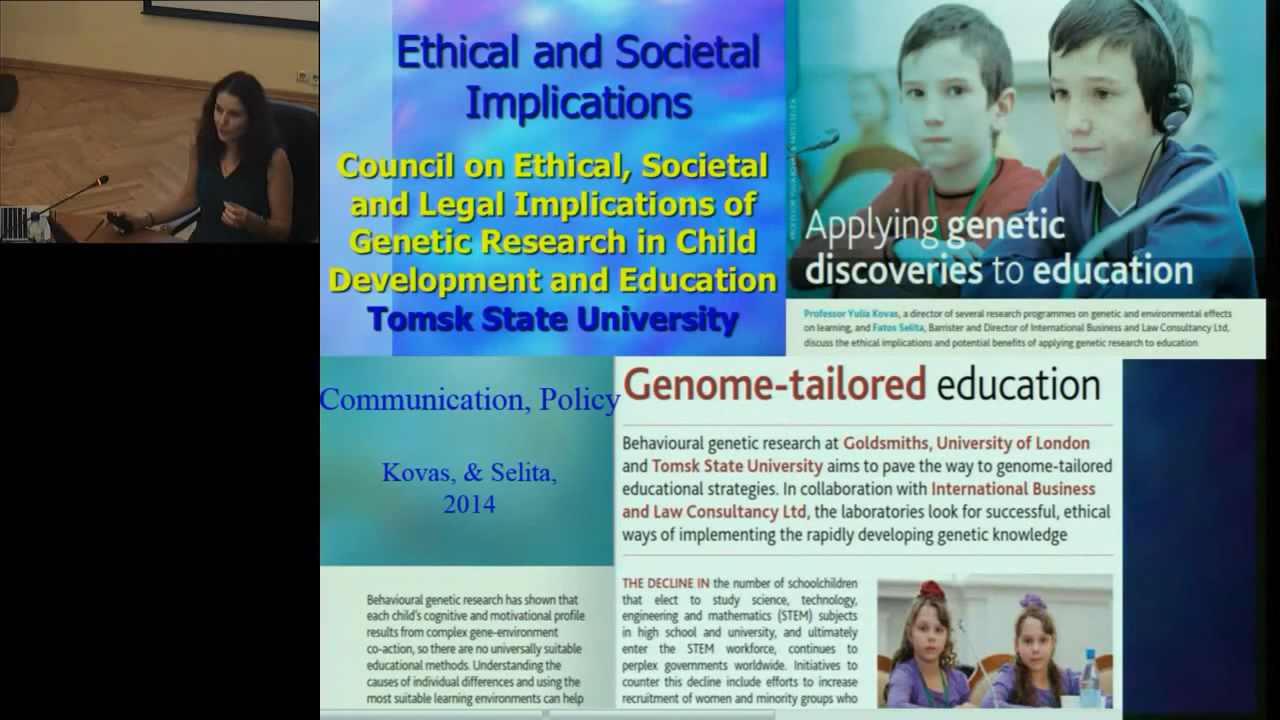 Ethical and Societal
Implications
Council on Ethical, Societal
and Legal Implications of
Genetic Research in Child
Development and Education
Tomsk State University
Applying genetic
discoveries to education
Professor Yulia Kovas, a director of several research programmes on genetic and environmental effects
on learning, and Fatos Selita, Barrister and Director of International Business and Law Consultancy Ltd,
discuss the ethical implications and potential benefits of applying genetic research to education
Communication, Policy
Kovas, & Selita,
2014
Genome-tailored education
Behavioural genetic research at Goldsmiths, University of London
and Tomsk State University aims to pave the way to genome-tailored
educational strategies. In collaboration with International Business
and Law Consultancy Ltd, the laboratories look for successful, ethical
ways of implementing the rapidly developing genetic knowledge
Behavioural genetic research has shown that
each child's cognitive and motivational profile
results from complex gene-environment
co-action, so there are no universally suitable
educational methods. Understanding the
causes of individual differences and using the
most suitable learning environments can help
THE DECLINE IN the number of schoolchildren
that elect to study science, technology,
engineering and mathematics (STEM) subjects
in high school and university, and ultimately
enter the STEM workforce, continues to
perplex governments worldwide. Initiatives to
counter this decline include efforts to increase
recruitment of women and minority groups who